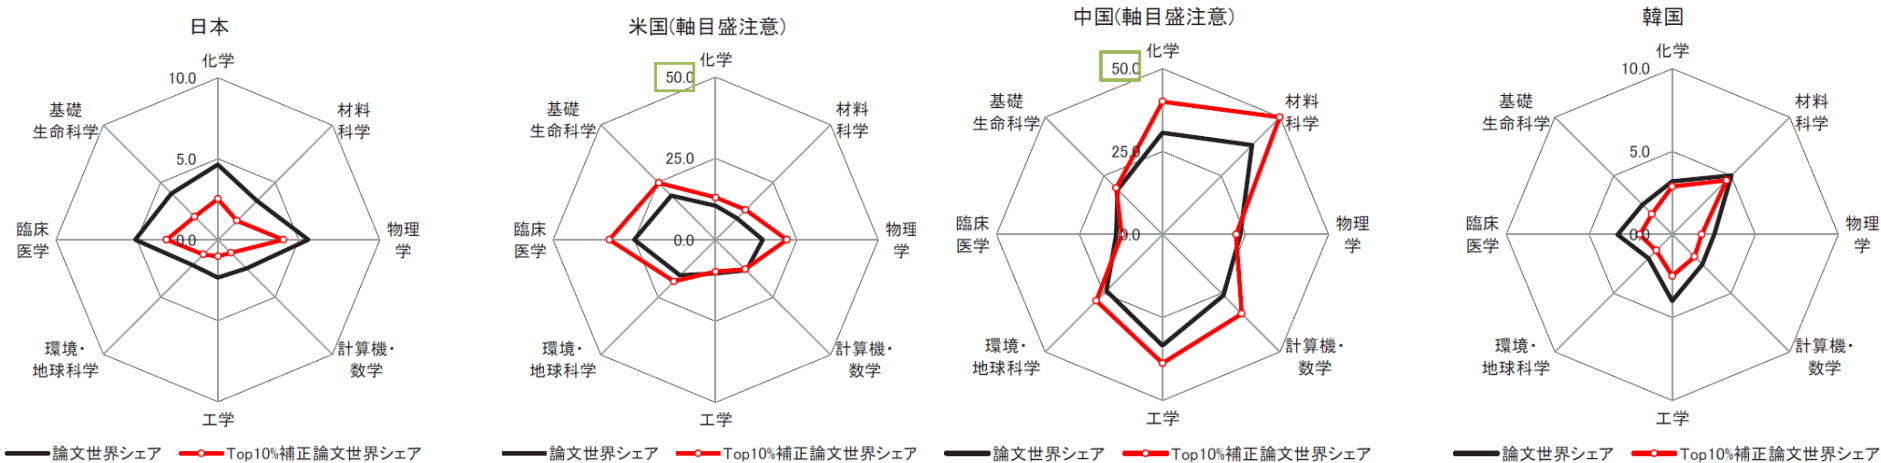 日本
化学
10.0
材料
科学
物理
学
計算機・
数学
工学
環境・
地球科学
臨床
医学
基礎
生命科学
5.0
0.0
論文世界シェア
Top10%補正論文世界シェア
米国(軸目盛注意)
化学
50.0
材料
科学
物理
学
計算機・
数学
工学
環境・
地球科学
臨床
医学
基礎
生命科学
25.0
0.0
論文世界シェア
Top10%補正論文世界シェア
中国(軸目盛注意)
化学
50.0
材料
科学
物理
学
計算機・
数学
工学
環境・
地球科学
臨床
医学
基礎
生命科学
25.0
0.0
論文世界シェア
Top10%補正論文世界シェア
韓国
化学
10.0
材料
科学
物理
学
計算機・
数学
工学
環境・
地球科学
臨床
医学
基礎
生命科学
5.0
0.0
論文世界シェア
Top10%補正論文世界シェア